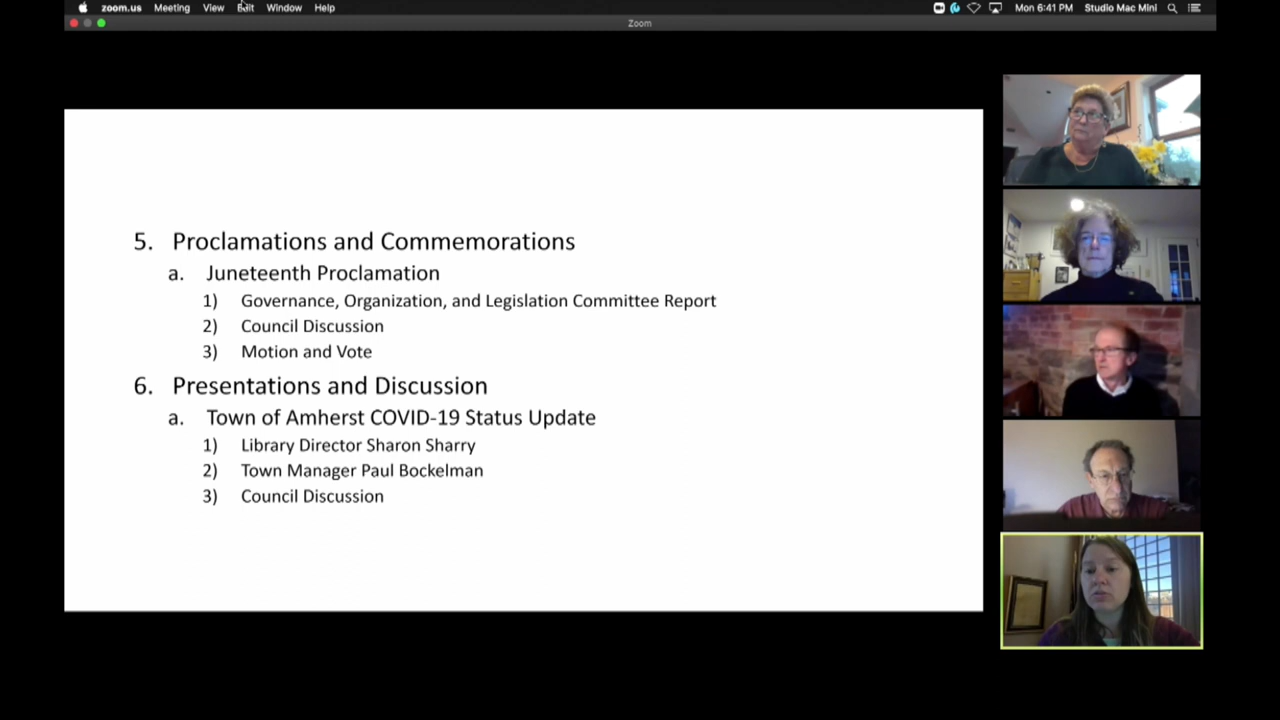 zoom.us Meeting View Edit Window Help Mon 6:41 PM Studio Mac Mini
Zoom
5. Proclamations and Commemorations
a. Juneteenth Proclamation
1) Governance, Organization, and Legislation Committee Report
2) Council Discussion
3) Motion and Vote
6. Presentations and Discussion
a. Town of Amherst COVID-19 Status Update
1) Library Director Sharon Sharry
2) Town Manager Paul Bockelman
3) Council Discussion